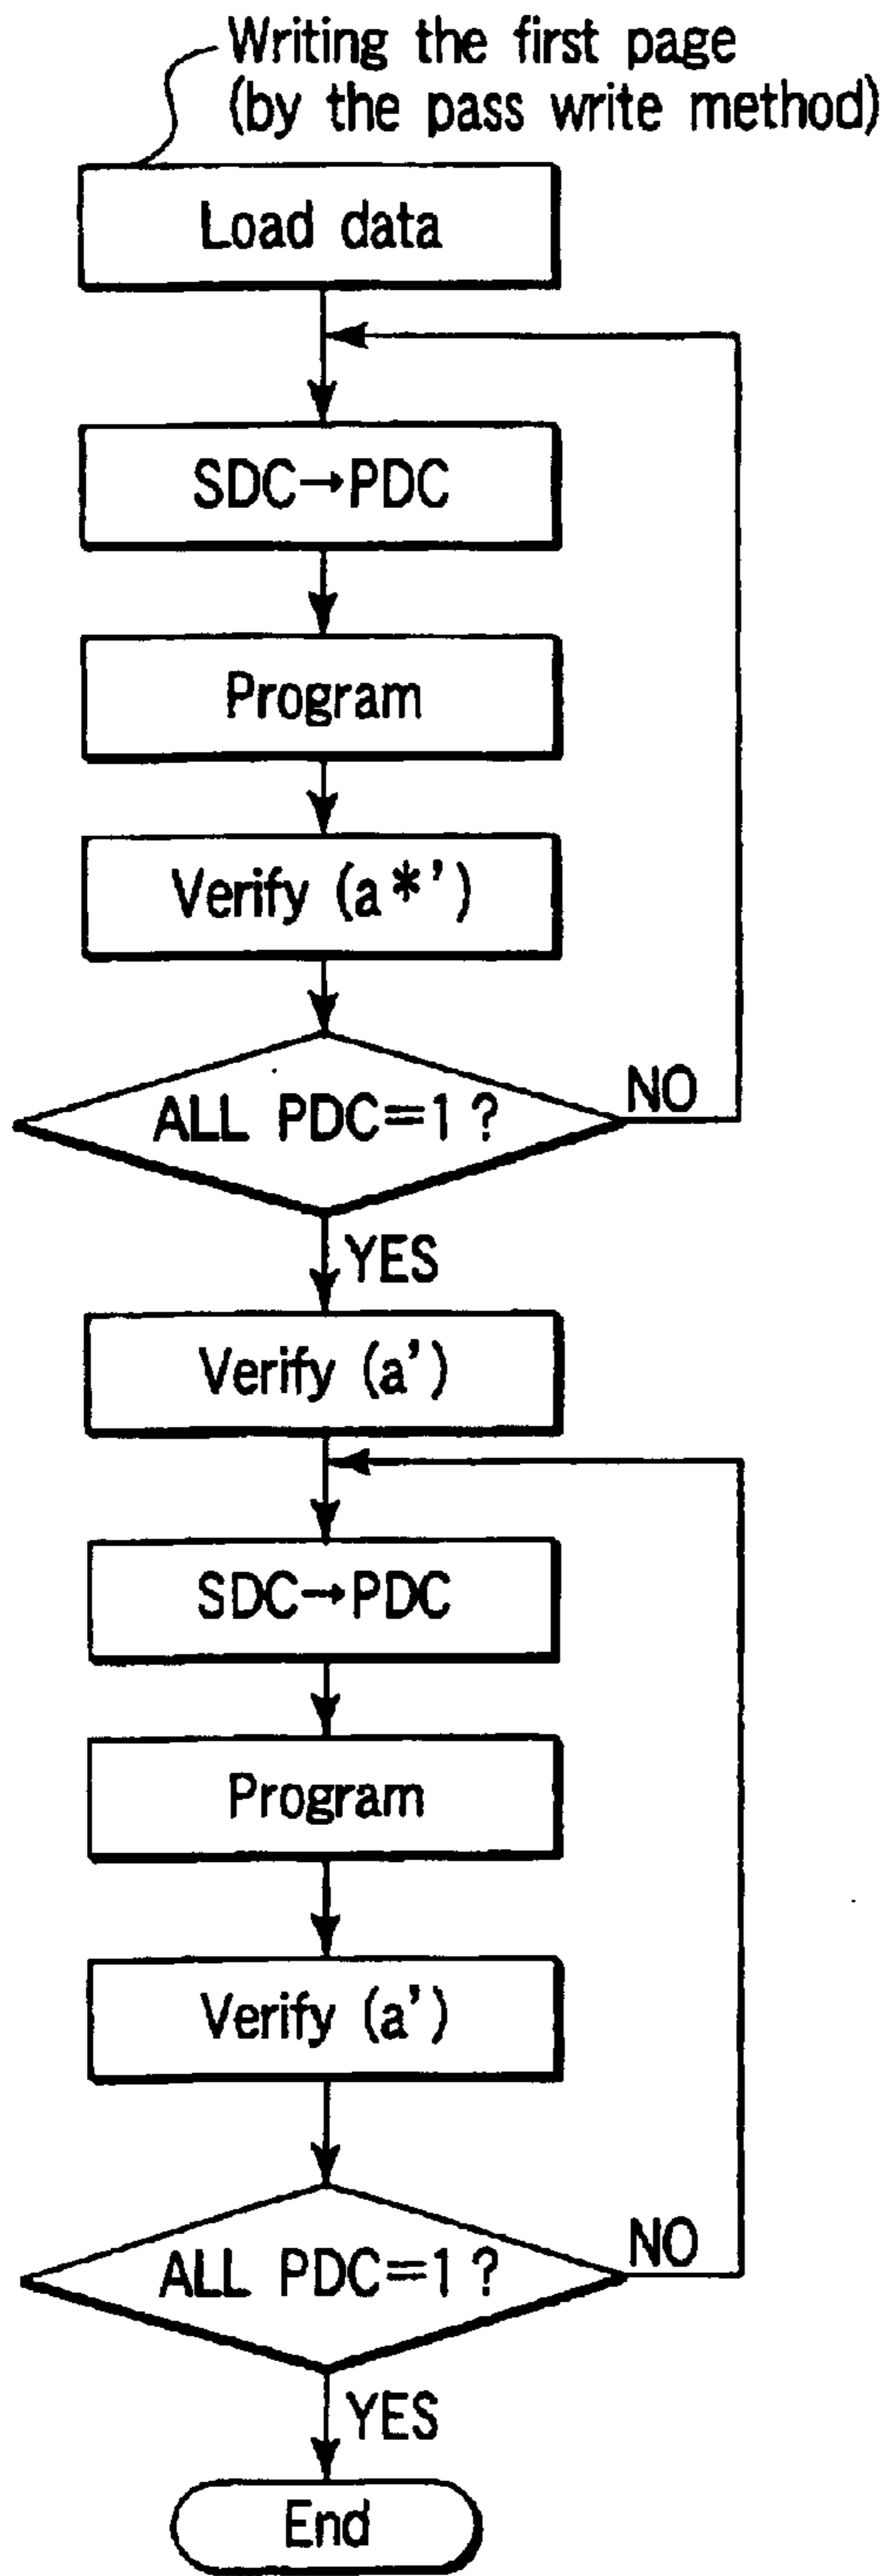 Writing the first page
(by the pass write method)
Load data
SDC→PDC
Program
Verify (a*')
ALL PDC=1?
NO
YES
Verify (a')
SDC→PDC
Program
Verify (a')
ALL PDC=1?
NO
YES
End